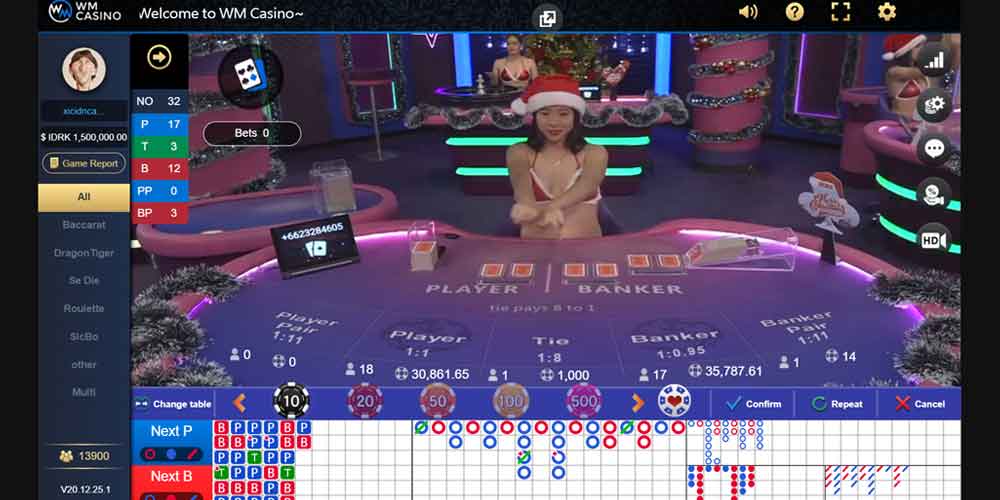 WM CASINO
Welcome to WM Casino~
xicidnca...
$ IDRK 1,500,000.00
Game Report
All
Baccarat
DragonTiger
Se Die
Roulette
SicBo
other
Multi
13900
V20.12.25.1
NO 32
P 17
T 3
B 12
PP 0
BP 3
Bets 0
+6623284605
HD
PLAYER BANKER
tie pays 8 to 1
Player Pair 1:11
Player 1:1
Tie 1:8
Banker 1:0.95
Banker Pair 1:11
0 0
18 30,861.65
1 1,000
17 35,787.61
1 14
Change table
10 20 50 100 500
Confirm
Repeat
Cancel
Next P
Next B
B P P P B P
B B P P B B
P P T P P
T P B P T
B B B B P